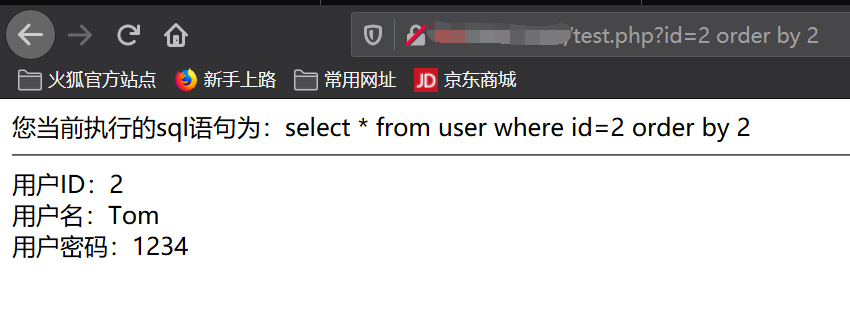 /test.php?id=2 order by 2
火狐官方站点 新手上路 常用网址 JD 京东商城
您当前执行的sql语句为：select * from user where id=2 order by 2
用户ID：2
用户名：Tom
用户密码：1234